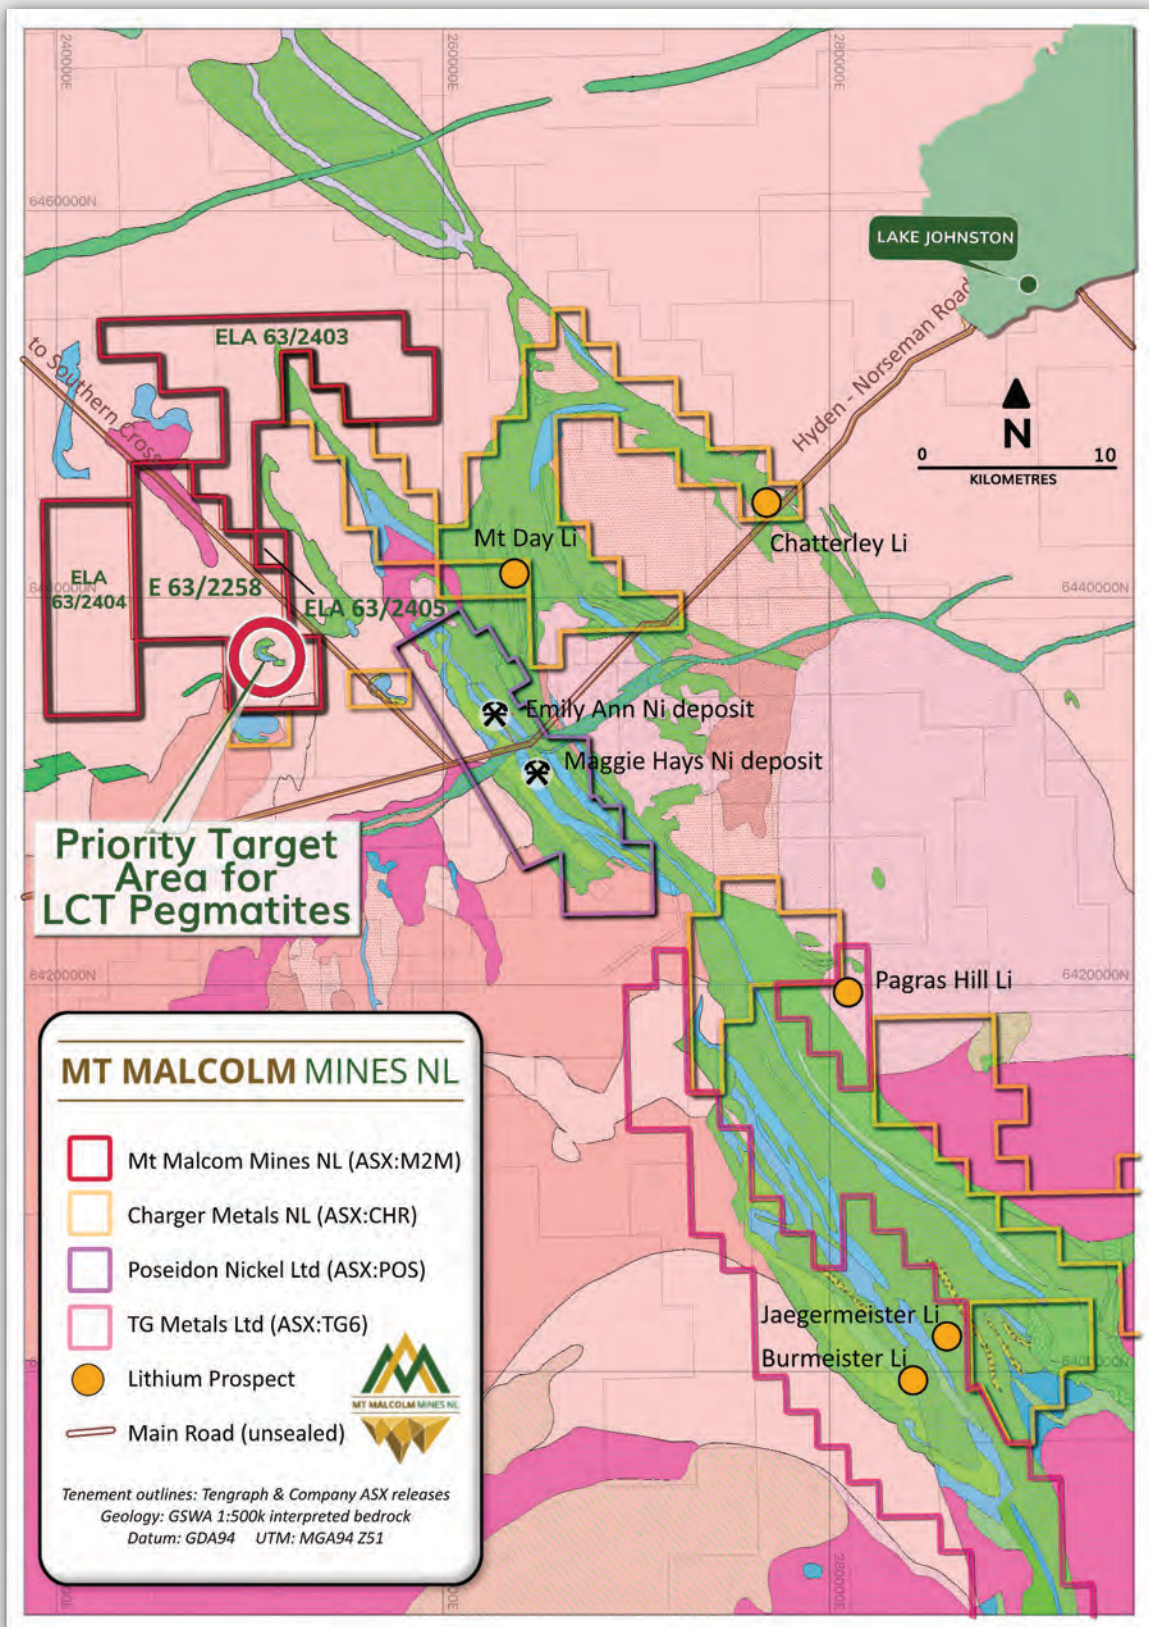 240000E
260000E
280000E
6460000N
LAKE JOHNSTON
ELA 63/2403
to Southern Cross
Hyden - Norseman Road
N
0 10
KILOMETRES
Mt Day Li
Chatterley Li
ELA
63/2404
E 63/2258
ELA 63/2405
6440000N
Emily Ann Ni deposit
Maggie Hays Ni deposit
Priority Target
Area for
LCT Pegmatites
6420000N
6420000N
Pagras Hill Li
MT MALCOLM MINES NL
Mt Malcom Mines NL (ASX:M2M)
Charger Metals NL (ASX:CHR)
Poseidon Nickel Ltd (ASX:POS)
TG Metals Ltd (ASX:TG6)
Lithium Prospect
Main Road (unsealed)
MT MALCOLM MINES NL
Tenement outlines: Tengraph & Company ASX releases
Geology: GSWA 1:500k interpreted bedrock
Datum: GDA94 UTM: MGA94 Z51
Jaegermeister Li
Burmeister Li
6400000N
280000E